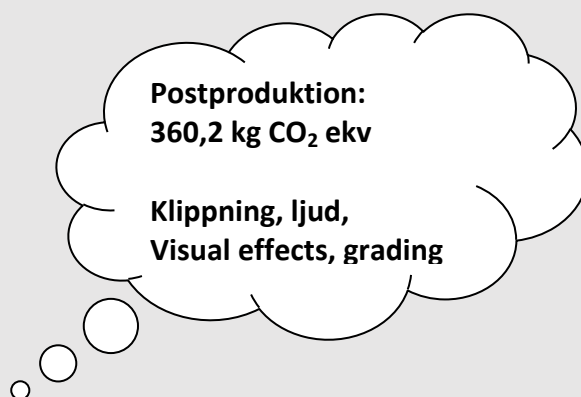 Postproduktion:
360,2 kg CO₂ ekv
Klippning, ljud,
Visual effects, grading